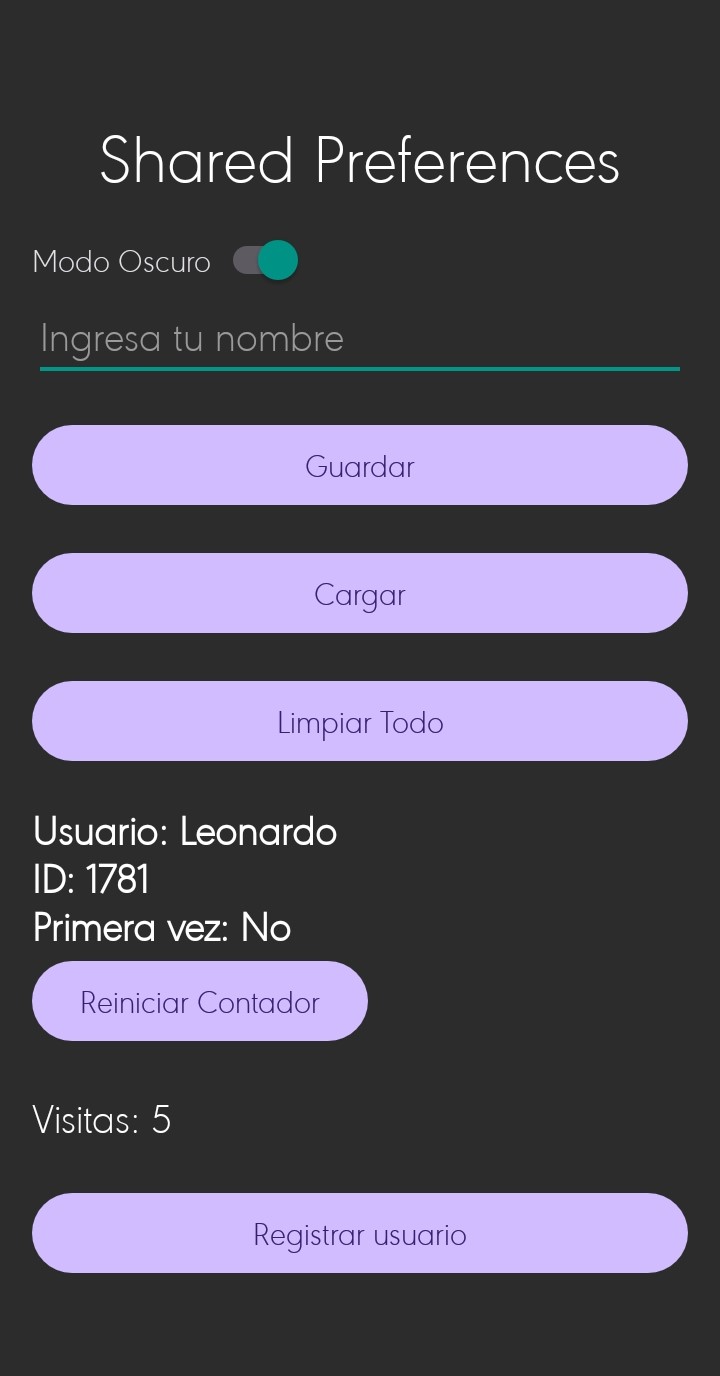 Shared Preferences
Modo Oscuro
Ingresa tu nombre
Guardar
Cargar
Limpiar Todo
Usuario: Leonardo
ID: 1781
Primera vez: No
Reiniciar Contador
Visitas: 5
Registrar usuario